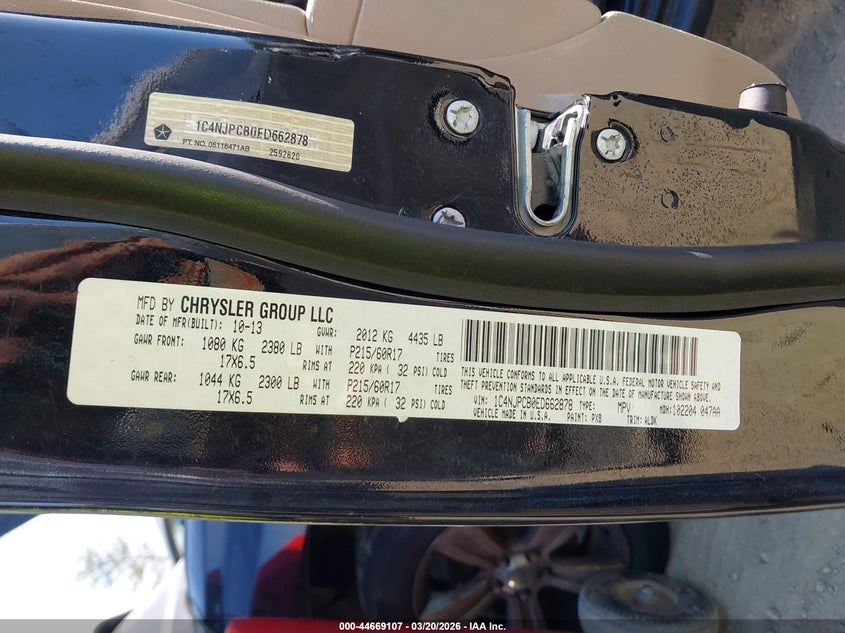 1C4NJPCB0ED662878
PT. NO. 05116471AB 2592620
MFD BY CHRYSLER GROUP LLC
DATE OF MFR(BUILT): 10-13 GVWR: 2012 KG 4435 LB
GAWR FRONT: 1080 KG 2380 LB WITH P215/60R17 TIRES
17X6.5 RIMS AT 220 KPA ( 32 PSI) COLD
GAWR REAR: 1044 KG 2300 LB WITH P215/60R17 TIRES
17X6.5 RIMS AT 220 KPA ( 32 PSI) COLD
THIS VEHICLE CONFORMS TO ALL APPLICABLE U.S.A. FEDERAL MOTOR VEHICLE SAFETY AND
THEFT PREVENTION STANDARDS IN EFFECT ON THE DATE OF MANUFACTURE SHOWN ABOVE.
VIN: 1C4NJPCB0ED662878 TYPE: MPV MDH:102204 047AA
VEHICLE MADE IN U.S.A. PAINT: PX8 TRIM: ALDK
000-44669107 - 03/20/2026 - IAA Inc.